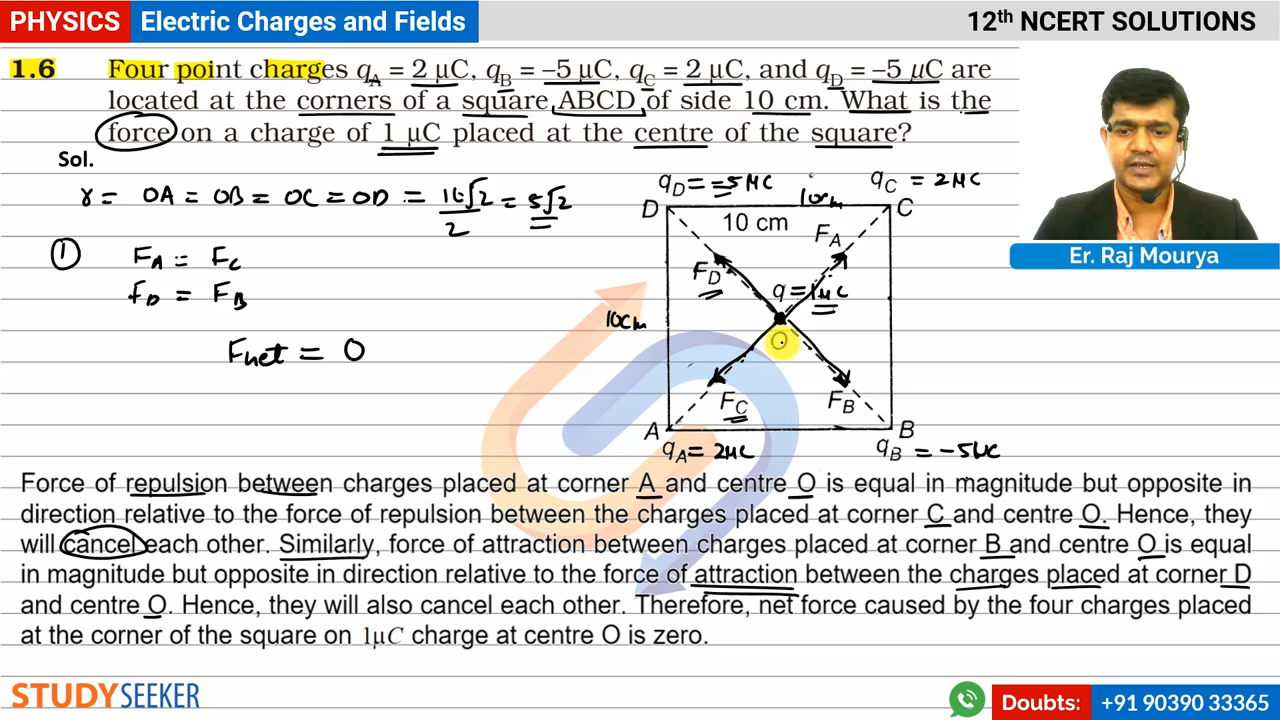 PHYSICS Electric Charges and Fields 12th NCERT SOLUTIONS
1.6 Four point charges qA = 2 μC, qB = –5 μC, qC = 2 μC, and qD = –5 μC are
located at the corners of a square ABCD of side 10 cm. What is the
force on a charge of 1 μC placed at the centre of the square?
Sol.
r = OA = OB = OC = OD = 10√2/2 = 5√2
① FA = FC
FD = FB
Fnet = 0
qD = -5μC 10cm qC = 2μC
D 10 cm C
FA
FD q = 1μC
10cm
O
FC FB
A B
qA = 2μC qB = -5μC
Er. Raj Mourya
Force of repulsion between charges placed at corner A and centre O is equal in magnitude but opposite in
direction relative to the force of repulsion between the charges placed at corner C and centre O. Hence, they
will cancel each other. Similarly, force of attraction between charges placed at corner B and centre O is equal
in magnitude but opposite in direction relative to the force of attraction between the charges placed at corner D
and centre O. Hence, they will also cancel each other. Therefore, net force caused by the four charges placed
at the corner of the square on 1μC charge at centre O is zero.
STUDYSEEKER Doubts: +91 90390 33365